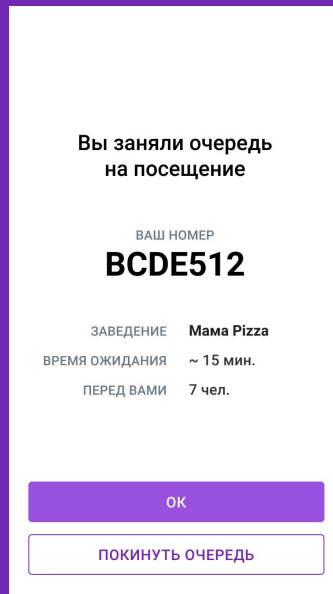 Вы заняли очередь
на посещение
ВАШ НОМЕР
BCDE512
ЗАВЕДЕНИЕ Мама Pizza
ВРЕМЯ ОЖИДАНИЯ ~ 15 мин.
ПЕРЕД ВАМИ 7 чел.
ОК
ПОКИНУТЬ ОЧЕРЕДЬ